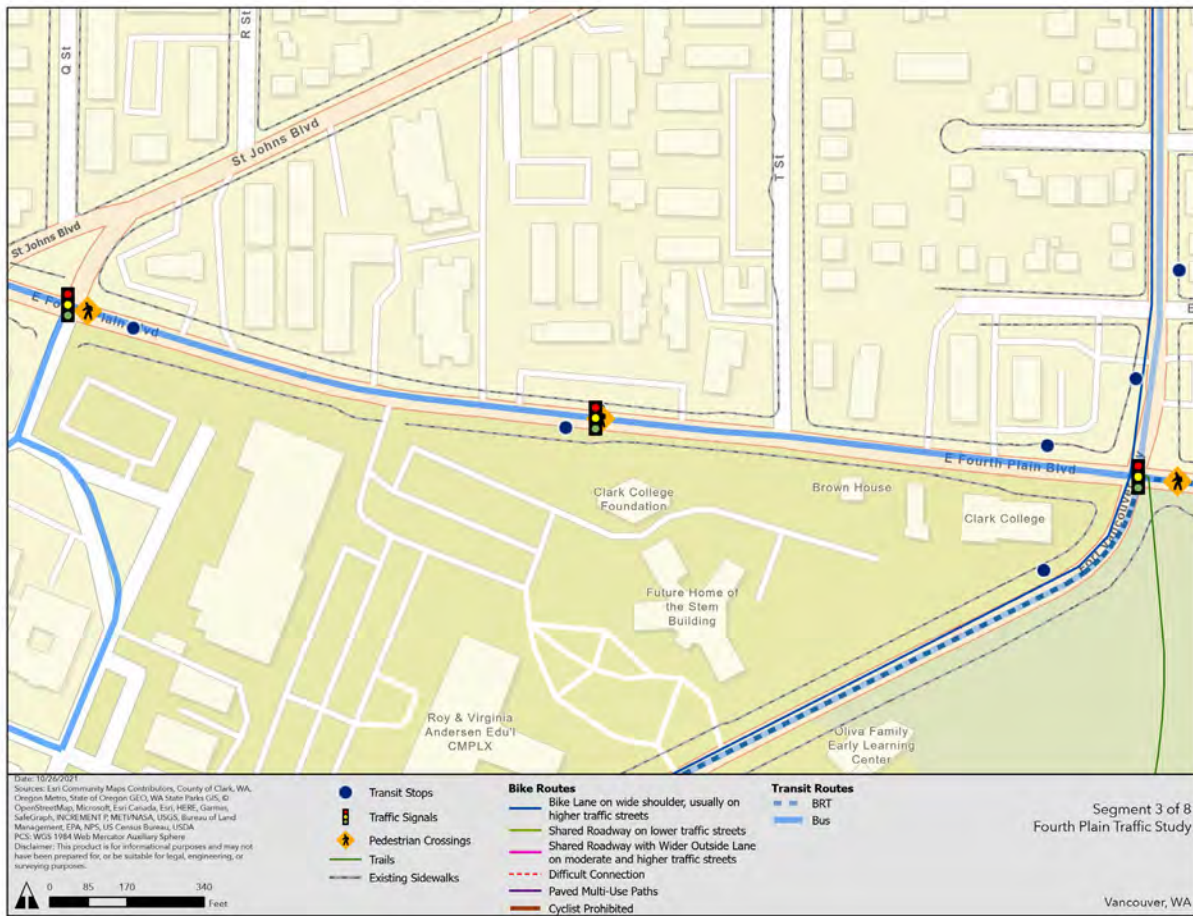 Q St
R St
St Johns Blvd
T St
St Johns Blvd
E Fourth Plain Blvd
E
E Fourth Plain Blvd
Clark College
Foundation
Brown House
Clark College
Fort Vancouver
Future Home of
the Stem
Building
Roy & Virginia
Andersen Edu'l
CMPLX
Oliva Family
Early Learning
Center
Date: 10/26/2021
Sources: Esri Community Maps Contributors, County of Clark, WA,
Oregon Metro, State of Oregon GEO, WA State Parks GIS, ©
OpenStreetMap, Microsoft, Esri Canada, Esri, HERE, Garmin,
SafeGraph, INCREMENT P, METI/NASA, USGS, Bureau of Land
Management, EPA, NPS, US Census Bureau, USDA
PCS: WGS 1984 Web Mercator Auxiliary Sphere
Disclaimer: This product is for informational purposes and may not
have been prepared for, or be suitable for legal, engineering, or
surveying purposes.
0 85 170 340
Feet
Transit Stops
Traffic Signals
Pedestrian Crossings
Trails
Existing Sidewalks
Bike Routes
Bike Lane on wide shoulder, usually on
higher traffic streets
Shared Roadway on lower traffic streets
Shared Roadway with Wider Outside Lane
on moderate and higher traffic streets
Difficult Connection
Paved Multi-Use Paths
Cyclist Prohibited
Transit Routes
BRT
Bus
Segment 3 of 8
Fourth Plain Traffic Study
Vancouver, WA